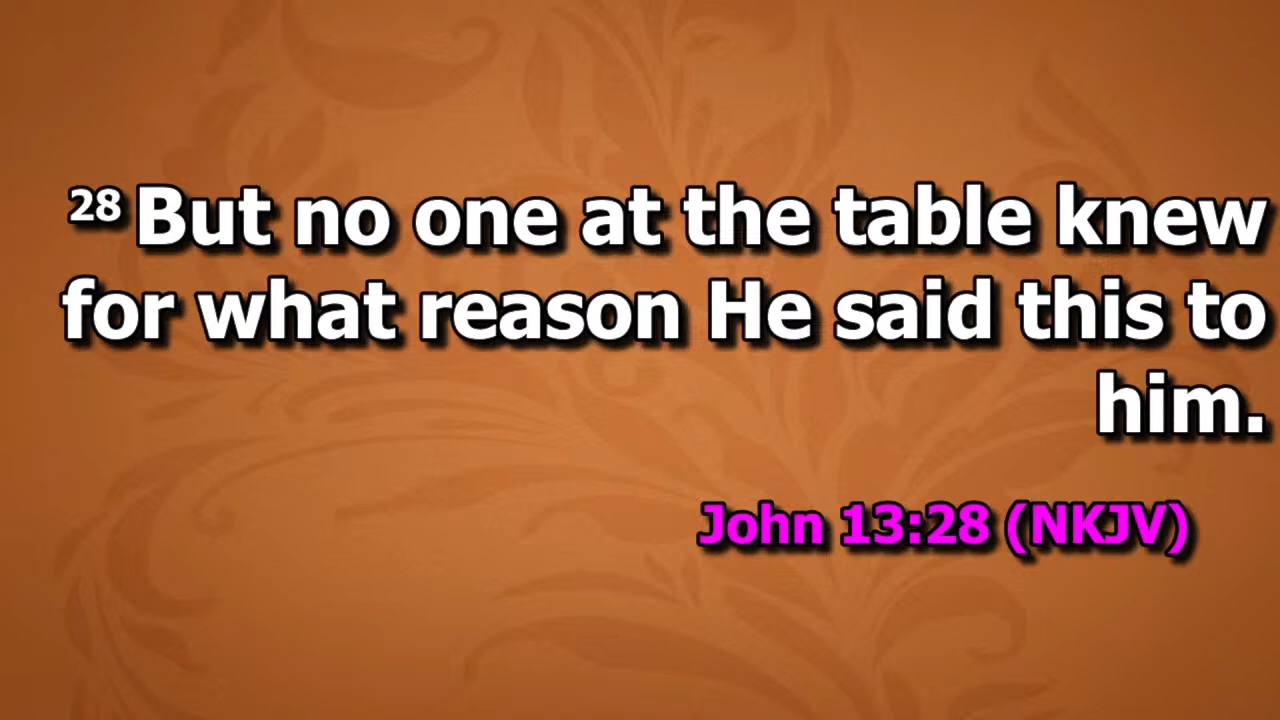 28 But no one at the table knew
for what reason He said this to
him.
John 13:28 (NKJV)